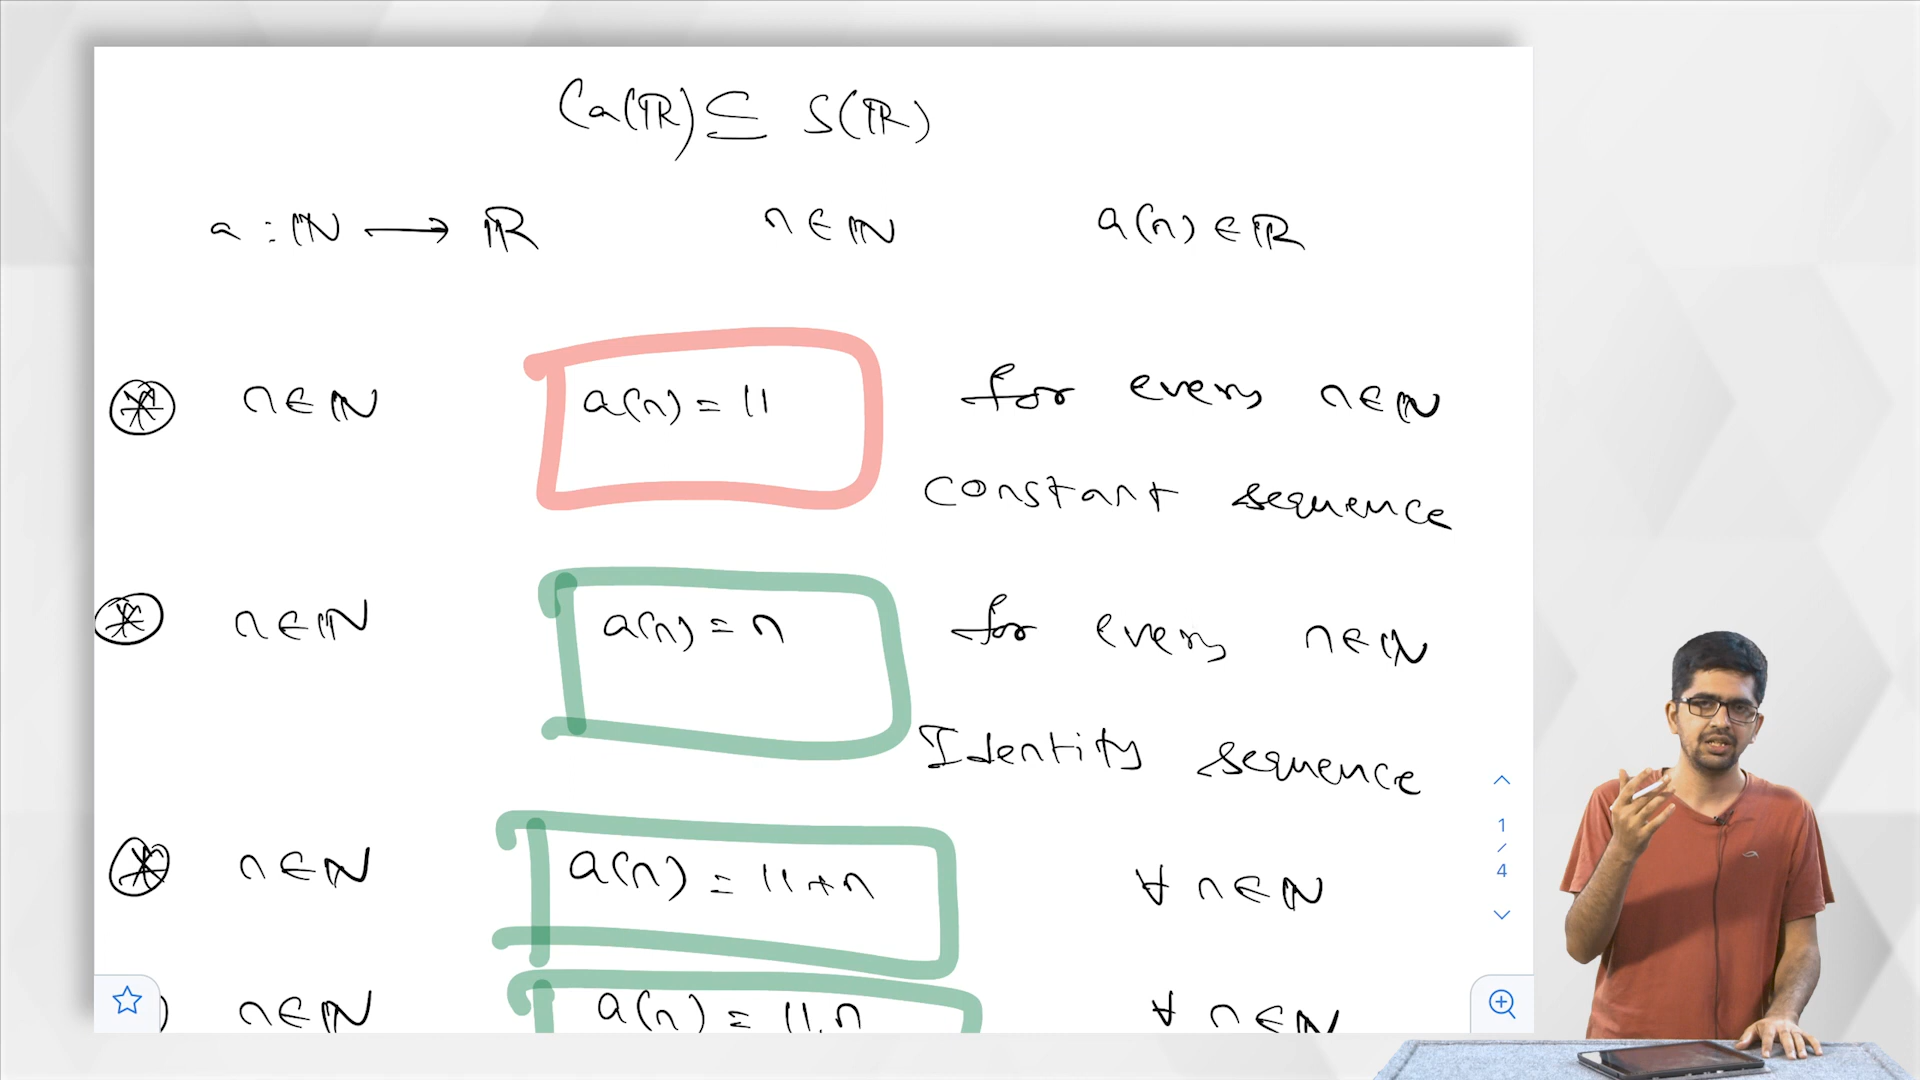 Ca(ℝ) ⊆ S(ℝ)
a : ℕ ⟶ ℝ n ∈ ℕ a(n) ∈ ℝ
⊛ n ∈ ℕ a(n) = 11 for every n ∈ ℕ
constant sequence
⊛ n ∈ ℕ a(n) = n for every n ∈ ℕ
Identity sequence
⊛ n ∈ ℕ a(n) = 11+n ∀ n ∈ ℕ
n ∈ ℕ a(n) = 11.n ∀ n ∈ ℕ
1
/
4